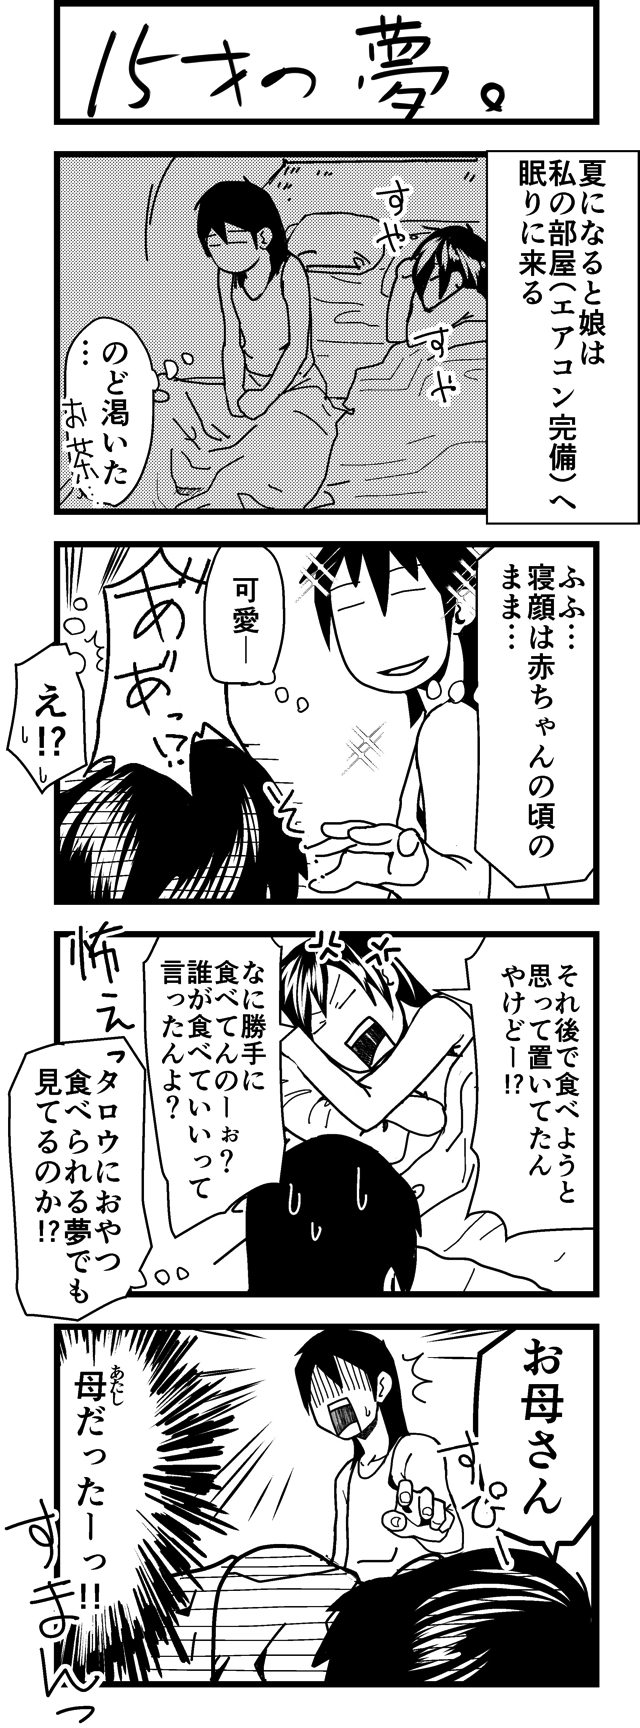 15才の夢。
夏になると娘は
私の部屋(エアコン完備)へ
眠りに来る
すや
すや
のど渇いた
…
お茶…
ふふ…
寝顔は赤ちゃんの頃の
まま…
可愛―
あ゛あ゛っ!?
え!?
それ後で食べようと
思って置いてたん
やけどー!?
なに勝手に
食べてんのーぉ?
誰が食べていいって
言ったんよ?
怖えっ
タロウにおやつ
食べられる夢でも
見てるのか!?
お母さん
すぴー
母だったーっ!!
あたし
すまんっ